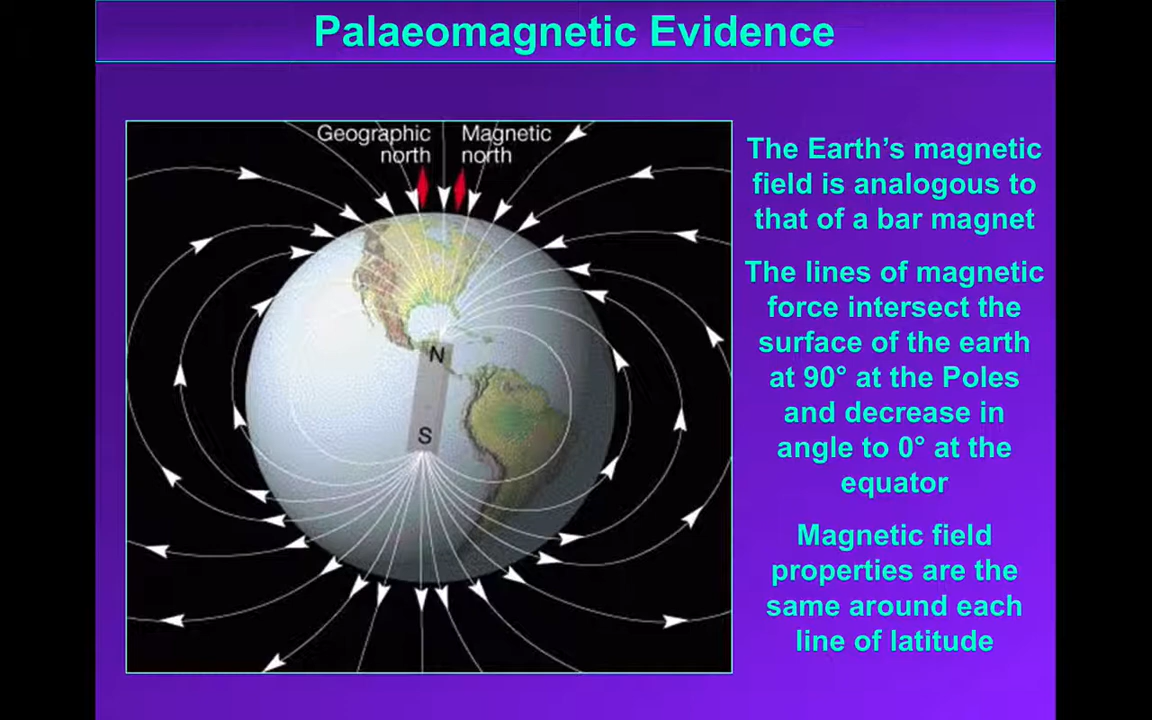 Palaeomagnetic Evidence
Geographic north
Magnetic north
N
S
The Earth's magnetic
field is analogous to
that of a bar magnet
The lines of magnetic
force intersect the
surface of the earth
at 90° at the Poles
and decrease in
angle to 0° at the
equator
Magnetic field
properties are the
same around each
line of latitude